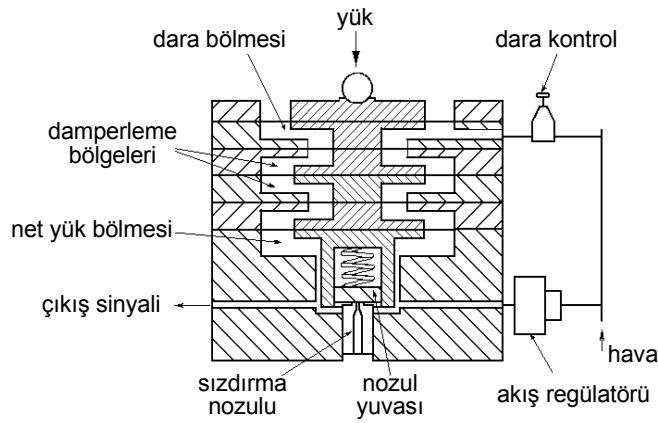 yük
dara bölmesi
dara kontrol
damperleme
bölgeleri
net yük bölmesi
çıkış sinyali
hava
sızdırma
nozulu
nozul
yuvası
akış regülatörü